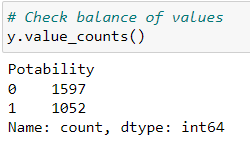 # Check balance of values
y.value_counts()
Potability
0    1597
1    1052
Name: count, dtype: int64